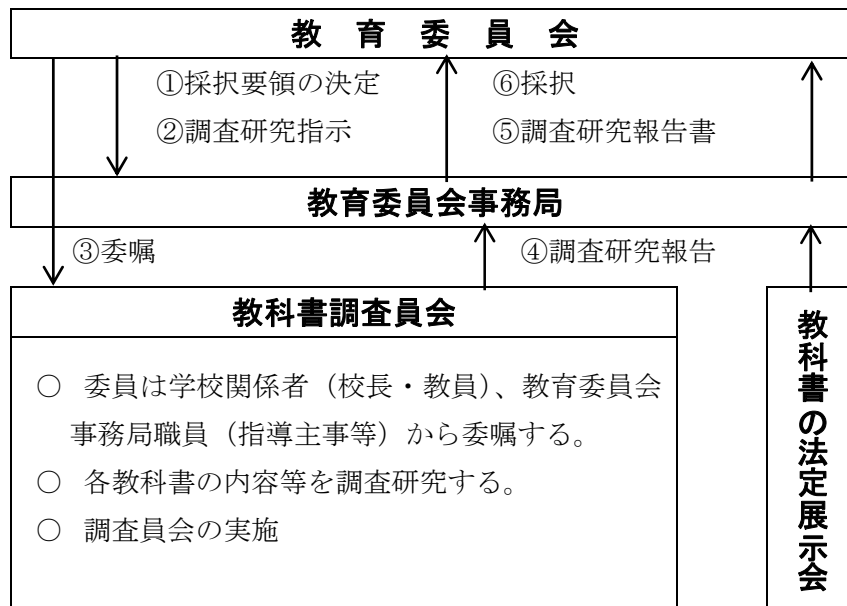 教 育 委 員 会
①採択要領の決定
⑥採択
②調査研究指示
⑤調査研究報告書
教育委員会事務局
③委嘱
④調査研究報告
教科書調査員会
○ 委員は学校関係者（校長・教員）、教育委員会
事務局職員（指導主事等）から委嘱する。
○ 各教科書の内容等を調査研究する。
○ 調査員会の実施
教科書の法定展示会